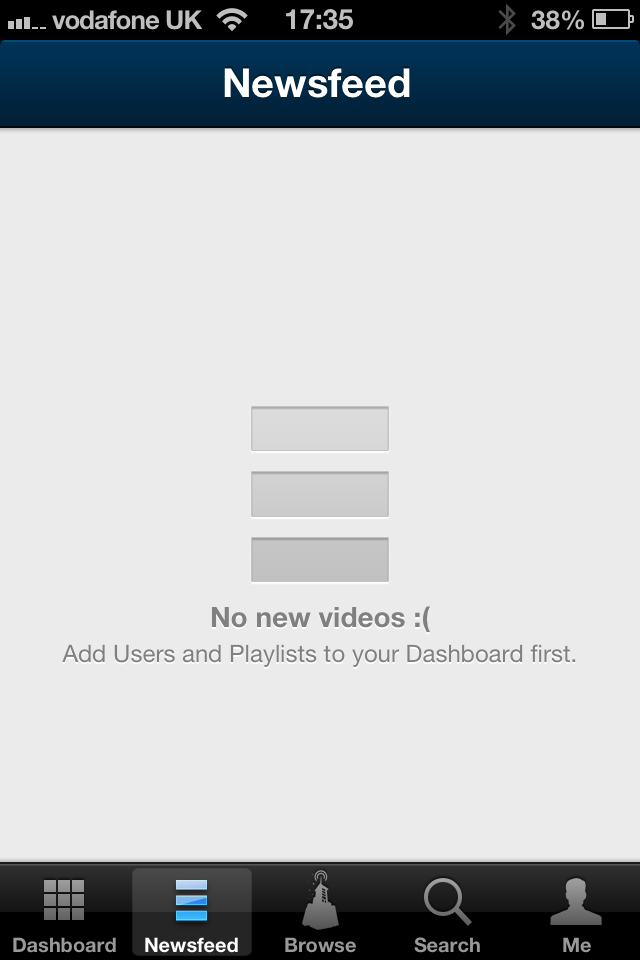 vodafone UK 17:35 38%
Newsfeed
No new videos :(
Add Users and Playlists to your Dashboard first.
Dashboard Newsfeed Browse Search Me